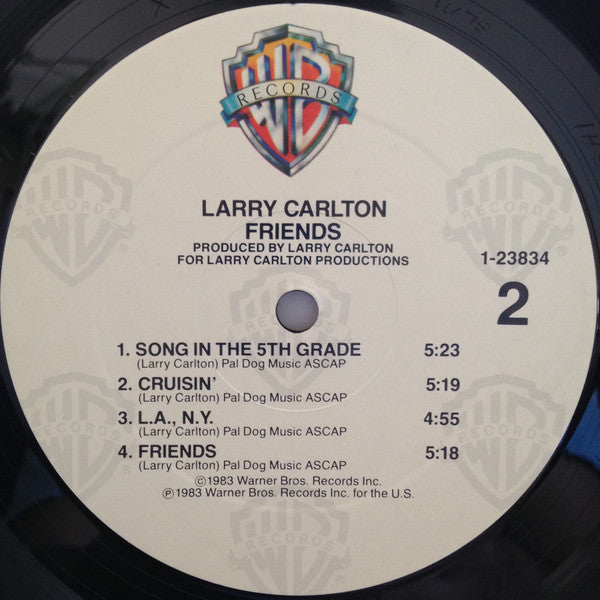 RECORDS
LARRY CARLTON
FRIENDS
PRODUCED BY LARRY CARLTON
FOR LARRY CARLTON PRODUCTIONS
1-23834
2
1. SONG IN THE 5TH GRADE 5:23
(Larry Carlton) Pal Dog Music ASCAP
2. CRUISIN' 5:19
(Larry Carlton) Pal Dog Music ASCAP
3. L.A., N.Y. 4:55
(Larry Carlton) Pal Dog Music ASCAP
4. FRIENDS 5:18
(Larry Carlton) Pal Dog Music ASCAP
©1983 Warner Bros. Records Inc.
℗1983 Warner Bros. Records Inc. for the U.S.